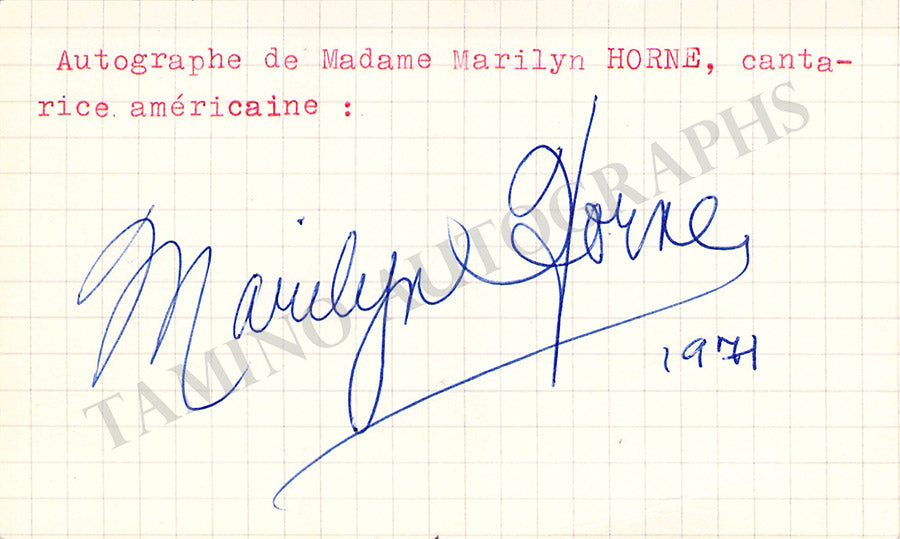 Autographe de Madame Marilyn HORNE, canta-
rice américaine :
Marilyn Horne
1971
TAMINO AUTOGRAPHS